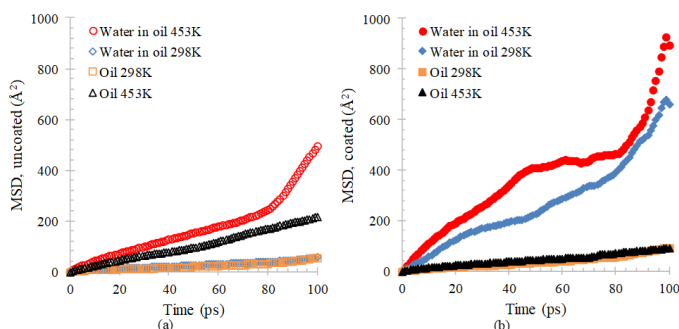 (a)
1000
800
600
400
200
0
MSD, uncoated (Å²)
Water in oil 453K
Water in oil 298K
Oil 298K
Oil 453K
0 20 40 60 80 100
Time (ps)
(a)
(b)
1000
800
600
400
200
0
MSD, coated (Å²)
Water in oil 453K
Water in oil 298K
Oil 298K
Oil 453K
0 20 40 60 80 100
Time (ps)
(b)